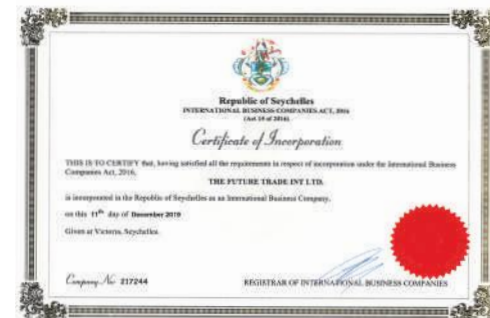 Republic of Seychelles
INTERNATIONAL BUSINESS COMPANIES ACT, 2016
(Act 15 of 2016)
Certificate of Incorporation
THIS IS TO CERTIFY that, having satisfied all the requirements in respect of incorporation under the International Business
Companies Act, 2016,
THE FUTURE TRADE INT LTD.
is incorporated in the Republic of Seychelles as an International Business Company,
on this 11th day of December 2019
Given at Victoria, Seychelles.
Company No 217244
REGISTRAR OF INTERNATIONAL BUSINESS COMPANIES